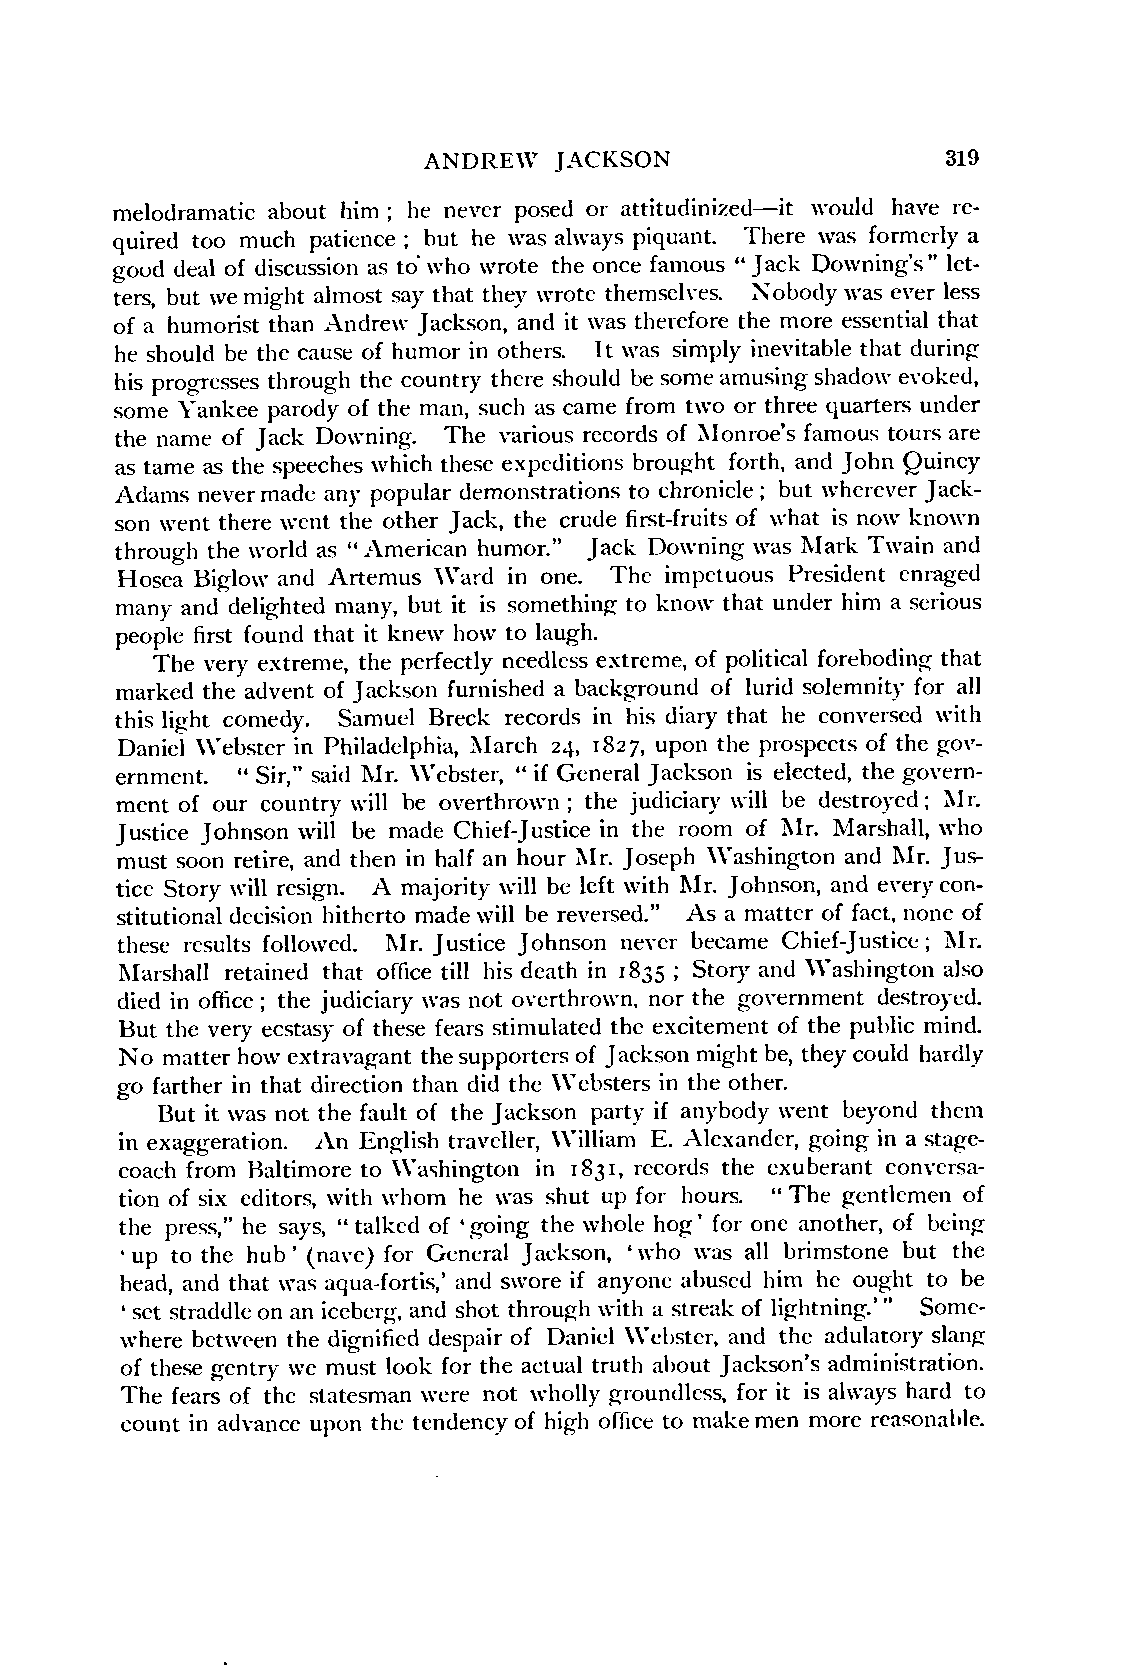 ANDREW JACKSON 319
melodramatic about him ; he never posed or attitudinized—it would have re-
quired too much patience ; but he was always piquant. There was formerly a
good deal of discussion as to who wrote the once famous “ Jack Downing's” let-
ters, but we might almost say that they wrote themselves. Nobody was ever less
of a humorist than Andrew Jackson, and it was therefore the more essential that
he should be the cause of humor in others. It was simply inevitable that during
his progresses through the country there should be some amusing shadow evoked,
some Yankee parody of the man, such as came from two or three quarters under
the name of Jack Downing. The various records of Monroe's famous tours are
as tame as the speeches which these expeditions brought forth, and John Quincy
Adams never made any popular demonstrations to chronicle ; but wherever Jack-
son went there went the other Jack, the crude first-fruits of what is now known
through the world as “ American humor.” Jack Downing was Mark Twain and
Hosea Biglow and Artemus Ward in one. The impetuous President enraged
many and delighted many, but it is something to know that under him a serious
people first found that it knew how to laugh.
The very extreme, the perfectly needless extreme, of political foreboding that
marked the advent of Jackson furnished a background of lurid solemnity for all
this light comedy. Samuel Breck records in his diary that he conversed with
Daniel Webster in Philadelphia, March 24, 1827, upon the prospects of the gov-
ernment. “ Sir,” said Mr. Webster, “ if General Jackson is elected, the govern-
ment of our country will be overthrown ; the judiciary will be destroyed ; Mr.
Justice Johnson will be made Chief-Justice in the room of Mr. Marshall, who
must soon retire, and then in half an hour Mr. Joseph Washington and Mr. Jus-
tice Story will resign. A majority will be left with Mr. Johnson, and every con-
stitutional decision hitherto made will be reversed.” As a matter of fact, none of
these results followed. Mr. Justice Johnson never became Chief-Justice ; Mr.
Marshall retained that office till his death in 1835 ; Story and Washington also
died in office ; the judiciary was not overthrown, nor the government destroyed.
But the very ecstasy of these fears stimulated the excitement of the public mind.
No matter how extravagant the supporters of Jackson might be, they could hardly
go farther in that direction than did the Websters in the other.
But it was not the fault of the Jackson party if anybody went beyond them
in exaggeration. An English traveller, William E. Alexander, going in a stage-
coach from Baltimore to Washington in 1831, records the exuberant conversa-
tion of six editors, with whom he was shut up for hours. “ The gentlemen of
the press,” he says, “ talked of ‘going the whole hog’ for one another, of being
‘ up to the hub ’ (nave) for General Jackson, ‘who was all brimstone but the
head, and that was aqua-fortis,’ and swore if anyone abused him he ought to be
‘ set straddle on an iceberg, and shot through with a streak of lightning.’ ” Some-
where between the dignified despair of Daniel Webster, and the adulatory slang
of these gentry we must look for the actual truth about Jackson's administration.
The fears of the statesman were not wholly groundless, for it is always hard to
count in advance upon the tendency of high office to make men more reasonable.